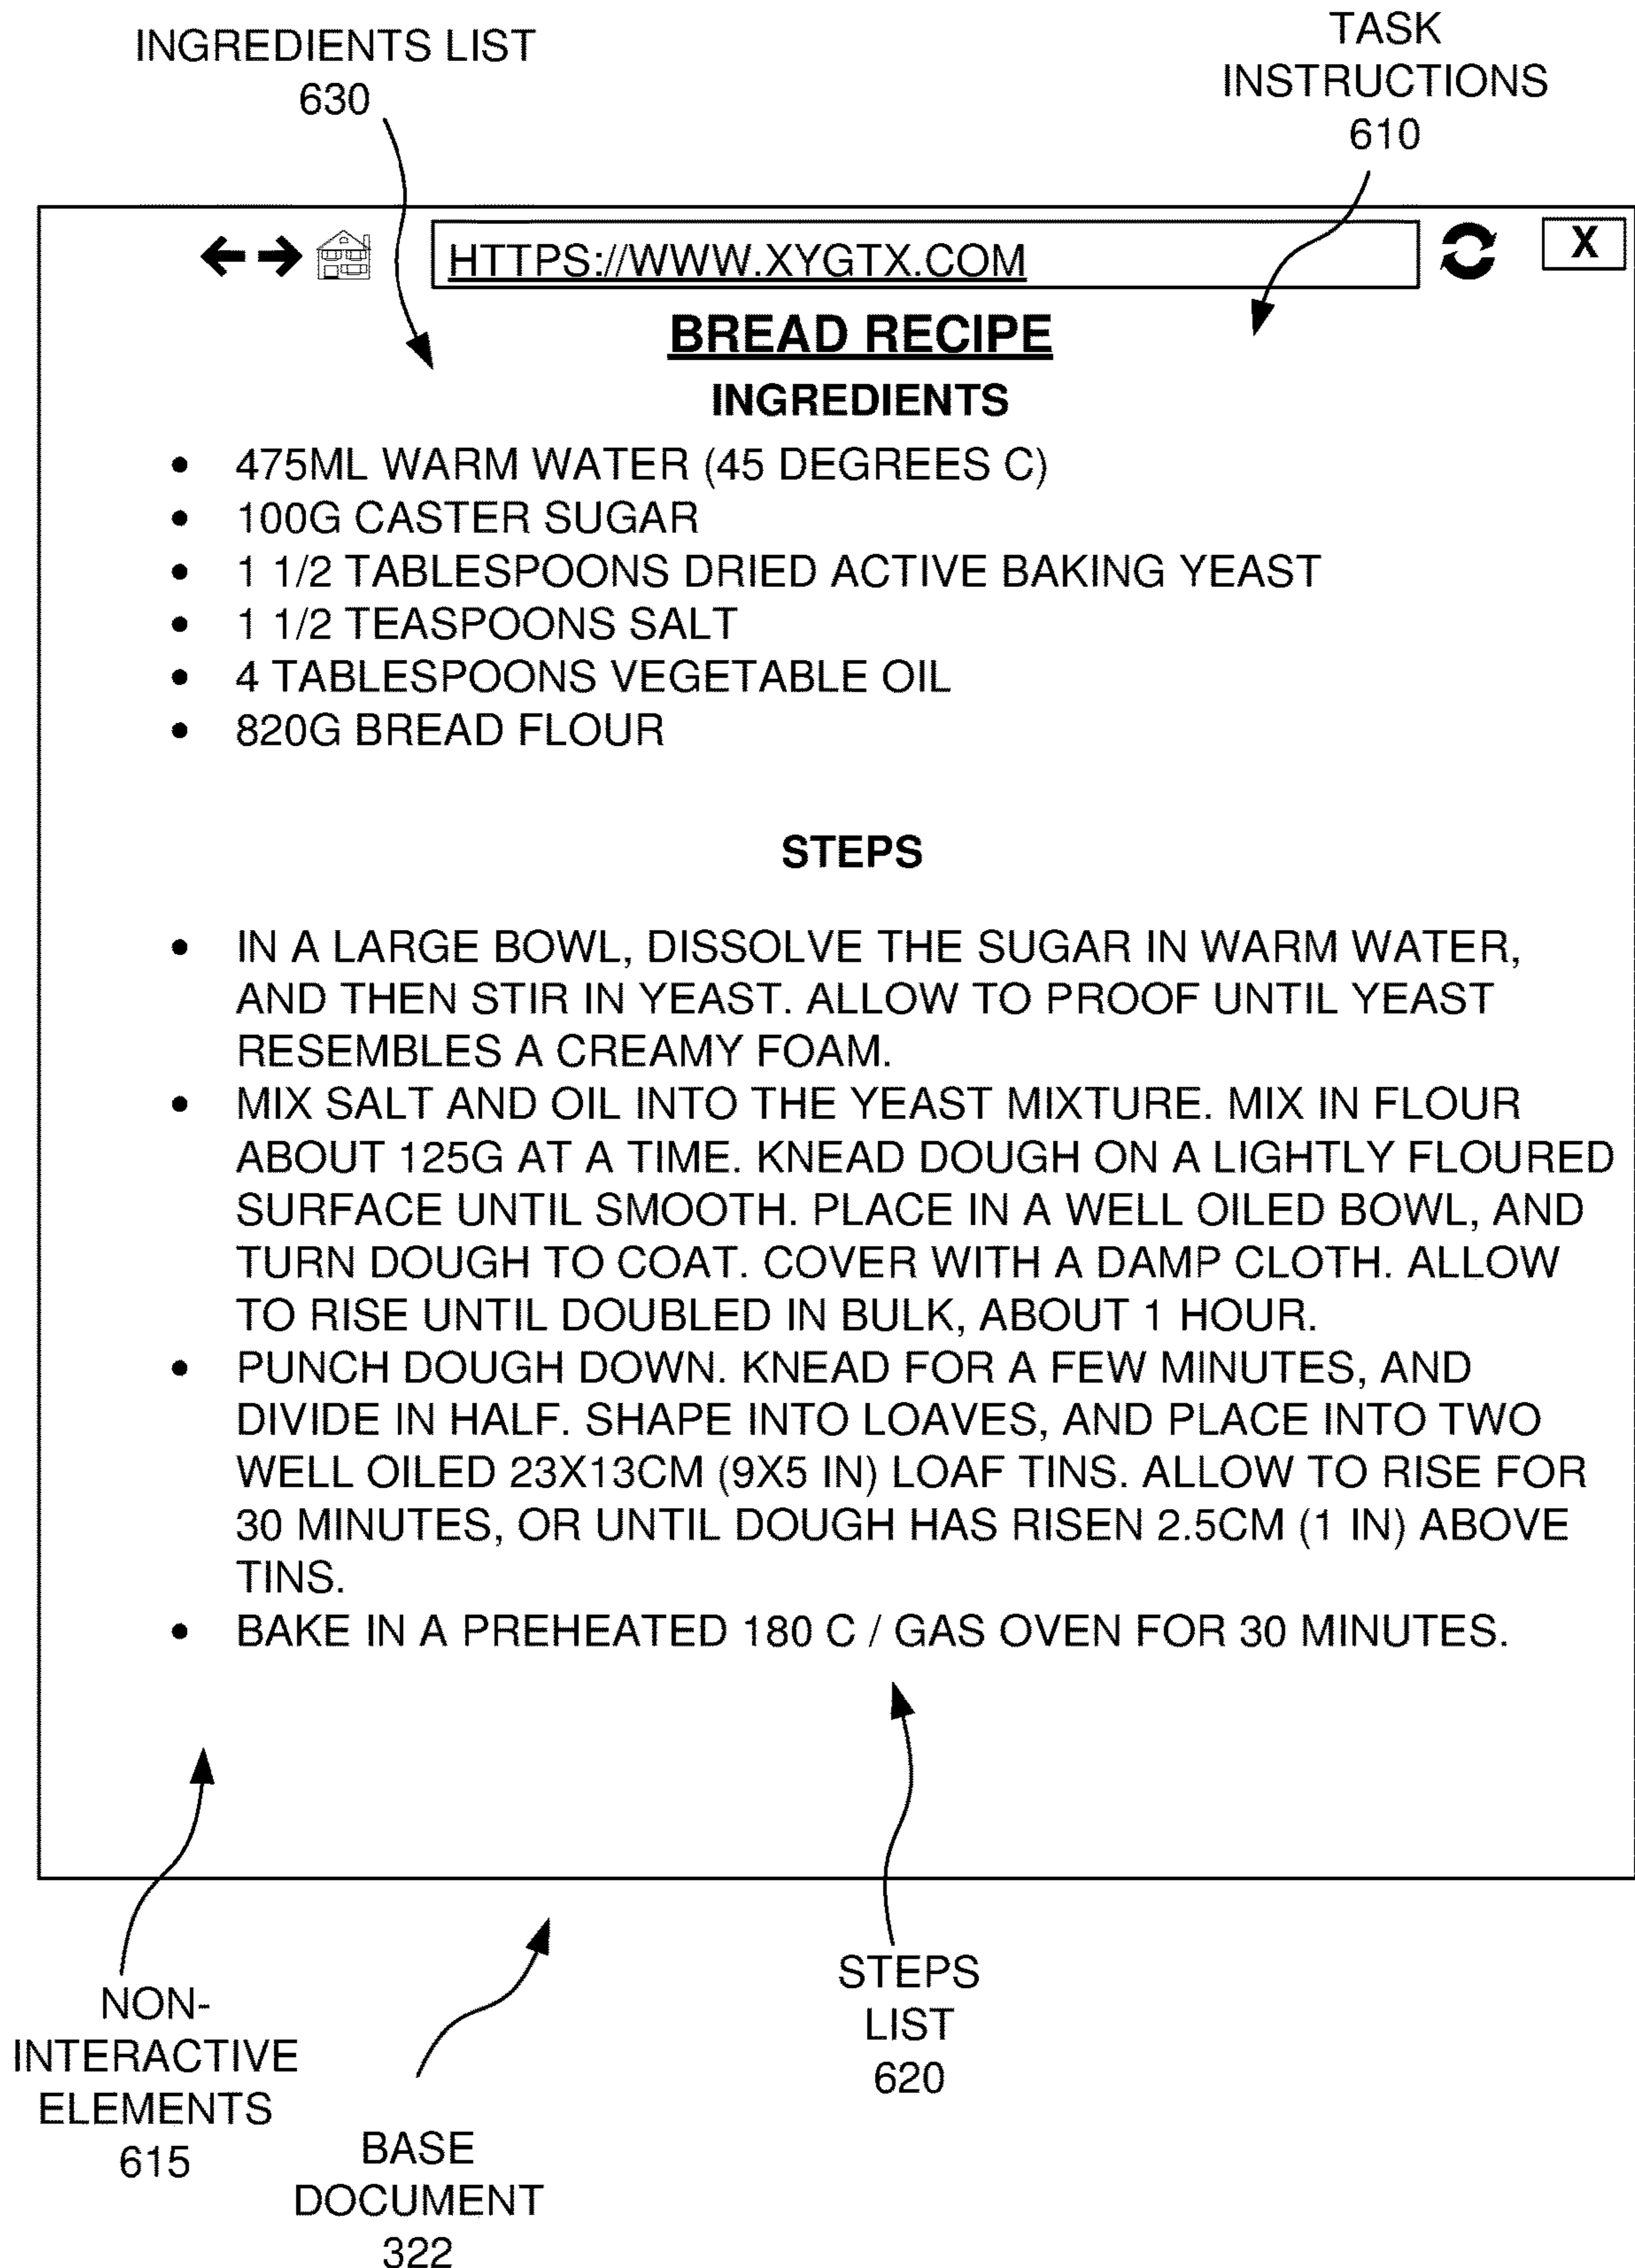 INGREDIENTS LIST
630
TASK
INSTRUCTIONS
610
HTTPS://WWW.XYGTX.COM
X
BREAD RECIPE
INGREDIENTS
• 475ML WARM WATER (45 DEGREES C)
• 100G CASTER SUGAR
• 1 1/2 TABLESPOONS DRIED ACTIVE BAKING YEAST
• 1 1/2 TEASPOONS SALT
• 4 TABLESPOONS VEGETABLE OIL
• 820G BREAD FLOUR
STEPS
• IN A LARGE BOWL, DISSOLVE THE SUGAR IN WARM WATER,
AND THEN STIR IN YEAST. ALLOW TO PROOF UNTIL YEAST
RESEMBLES A CREAMY FOAM.
• MIX SALT AND OIL INTO THE YEAST MIXTURE. MIX IN FLOUR
ABOUT 125G AT A TIME. KNEAD DOUGH ON A LIGHTLY FLOURED
SURFACE UNTIL SMOOTH. PLACE IN A WELL OILED BOWL, AND
TURN DOUGH TO COAT. COVER WITH A DAMP CLOTH. ALLOW
TO RISE UNTIL DOUBLED IN BULK, ABOUT 1 HOUR.
• PUNCH DOUGH DOWN. KNEAD FOR A FEW MINUTES, AND
DIVIDE IN HALF. SHAPE INTO LOAVES, AND PLACE INTO TWO
WELL OILED 23X13CM (9X5 IN) LOAF TINS. ALLOW TO RISE FOR
30 MINUTES, OR UNTIL DOUGH HAS RISEN 2.5CM (1 IN) ABOVE
TINS.
• BAKE IN A PREHEATED 180 C / GAS OVEN FOR 30 MINUTES.
NON-
INTERACTIVE
ELEMENTS
615
BASE
DOCUMENT
322
STEPS
LIST
620